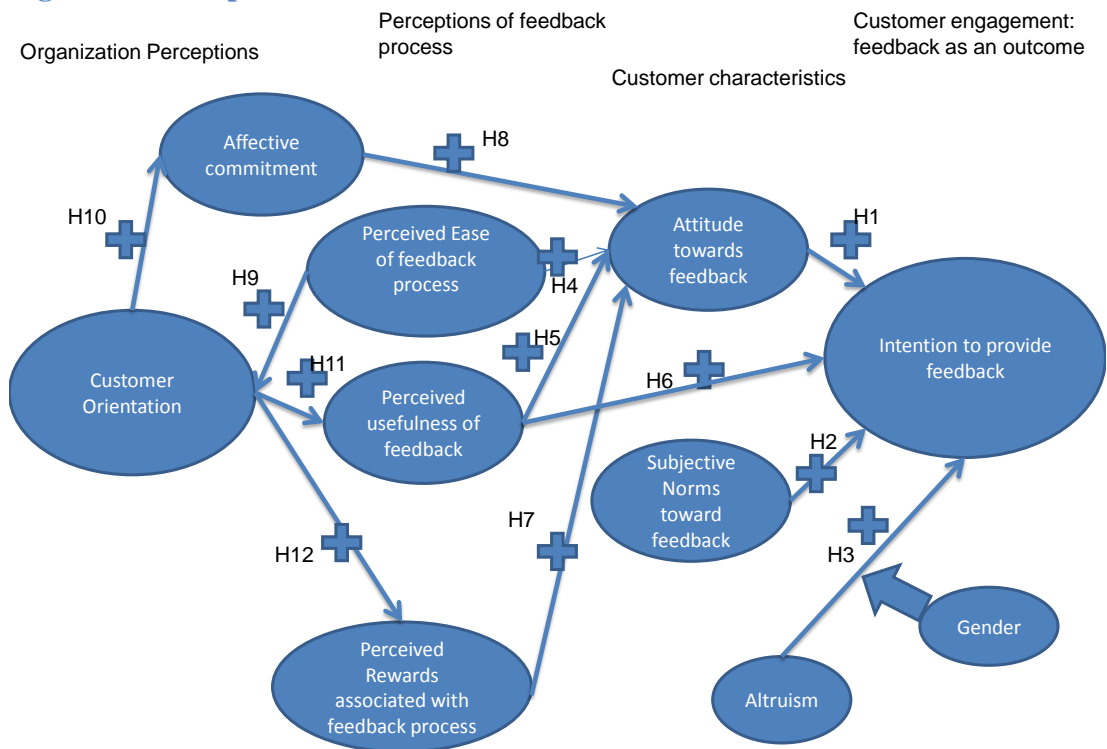 Perceptions of feedback
process
Customer engagement:
feedback as an outcome
Organization Perceptions
Customer characteristics
Affective
commitment
H8
H10
Attitude
towards
feedback
H1
Perceived Ease
of feedback
process
H9
H4
H5
H11
Customer
Orientation
Perceived
usefulness of
feedback
H6
Intention to provide
feedback
H2
Subjective
Norms
toward
feedback
H7
H12
H3
Gender
Perceived
Rewards
associated with
feedback process
Altruism